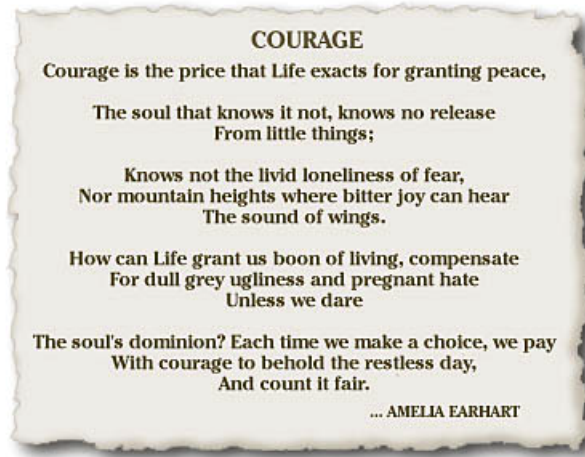 COURAGE
Courage is the price that Life exacts for granting peace,
The soul that knows it not, knows no release
From little things;
Knows not the livid loneliness of fear,
Nor mountain heights where bitter joy can hear
The sound of wings.
How can Life grant us boon of living, compensate
For dull grey ugliness and pregnant hate
Unless we dare
The soul's dominion? Each time we make a choice, we pay
With courage to behold the restless day,
And count it fair.
... AMELIA EARHART